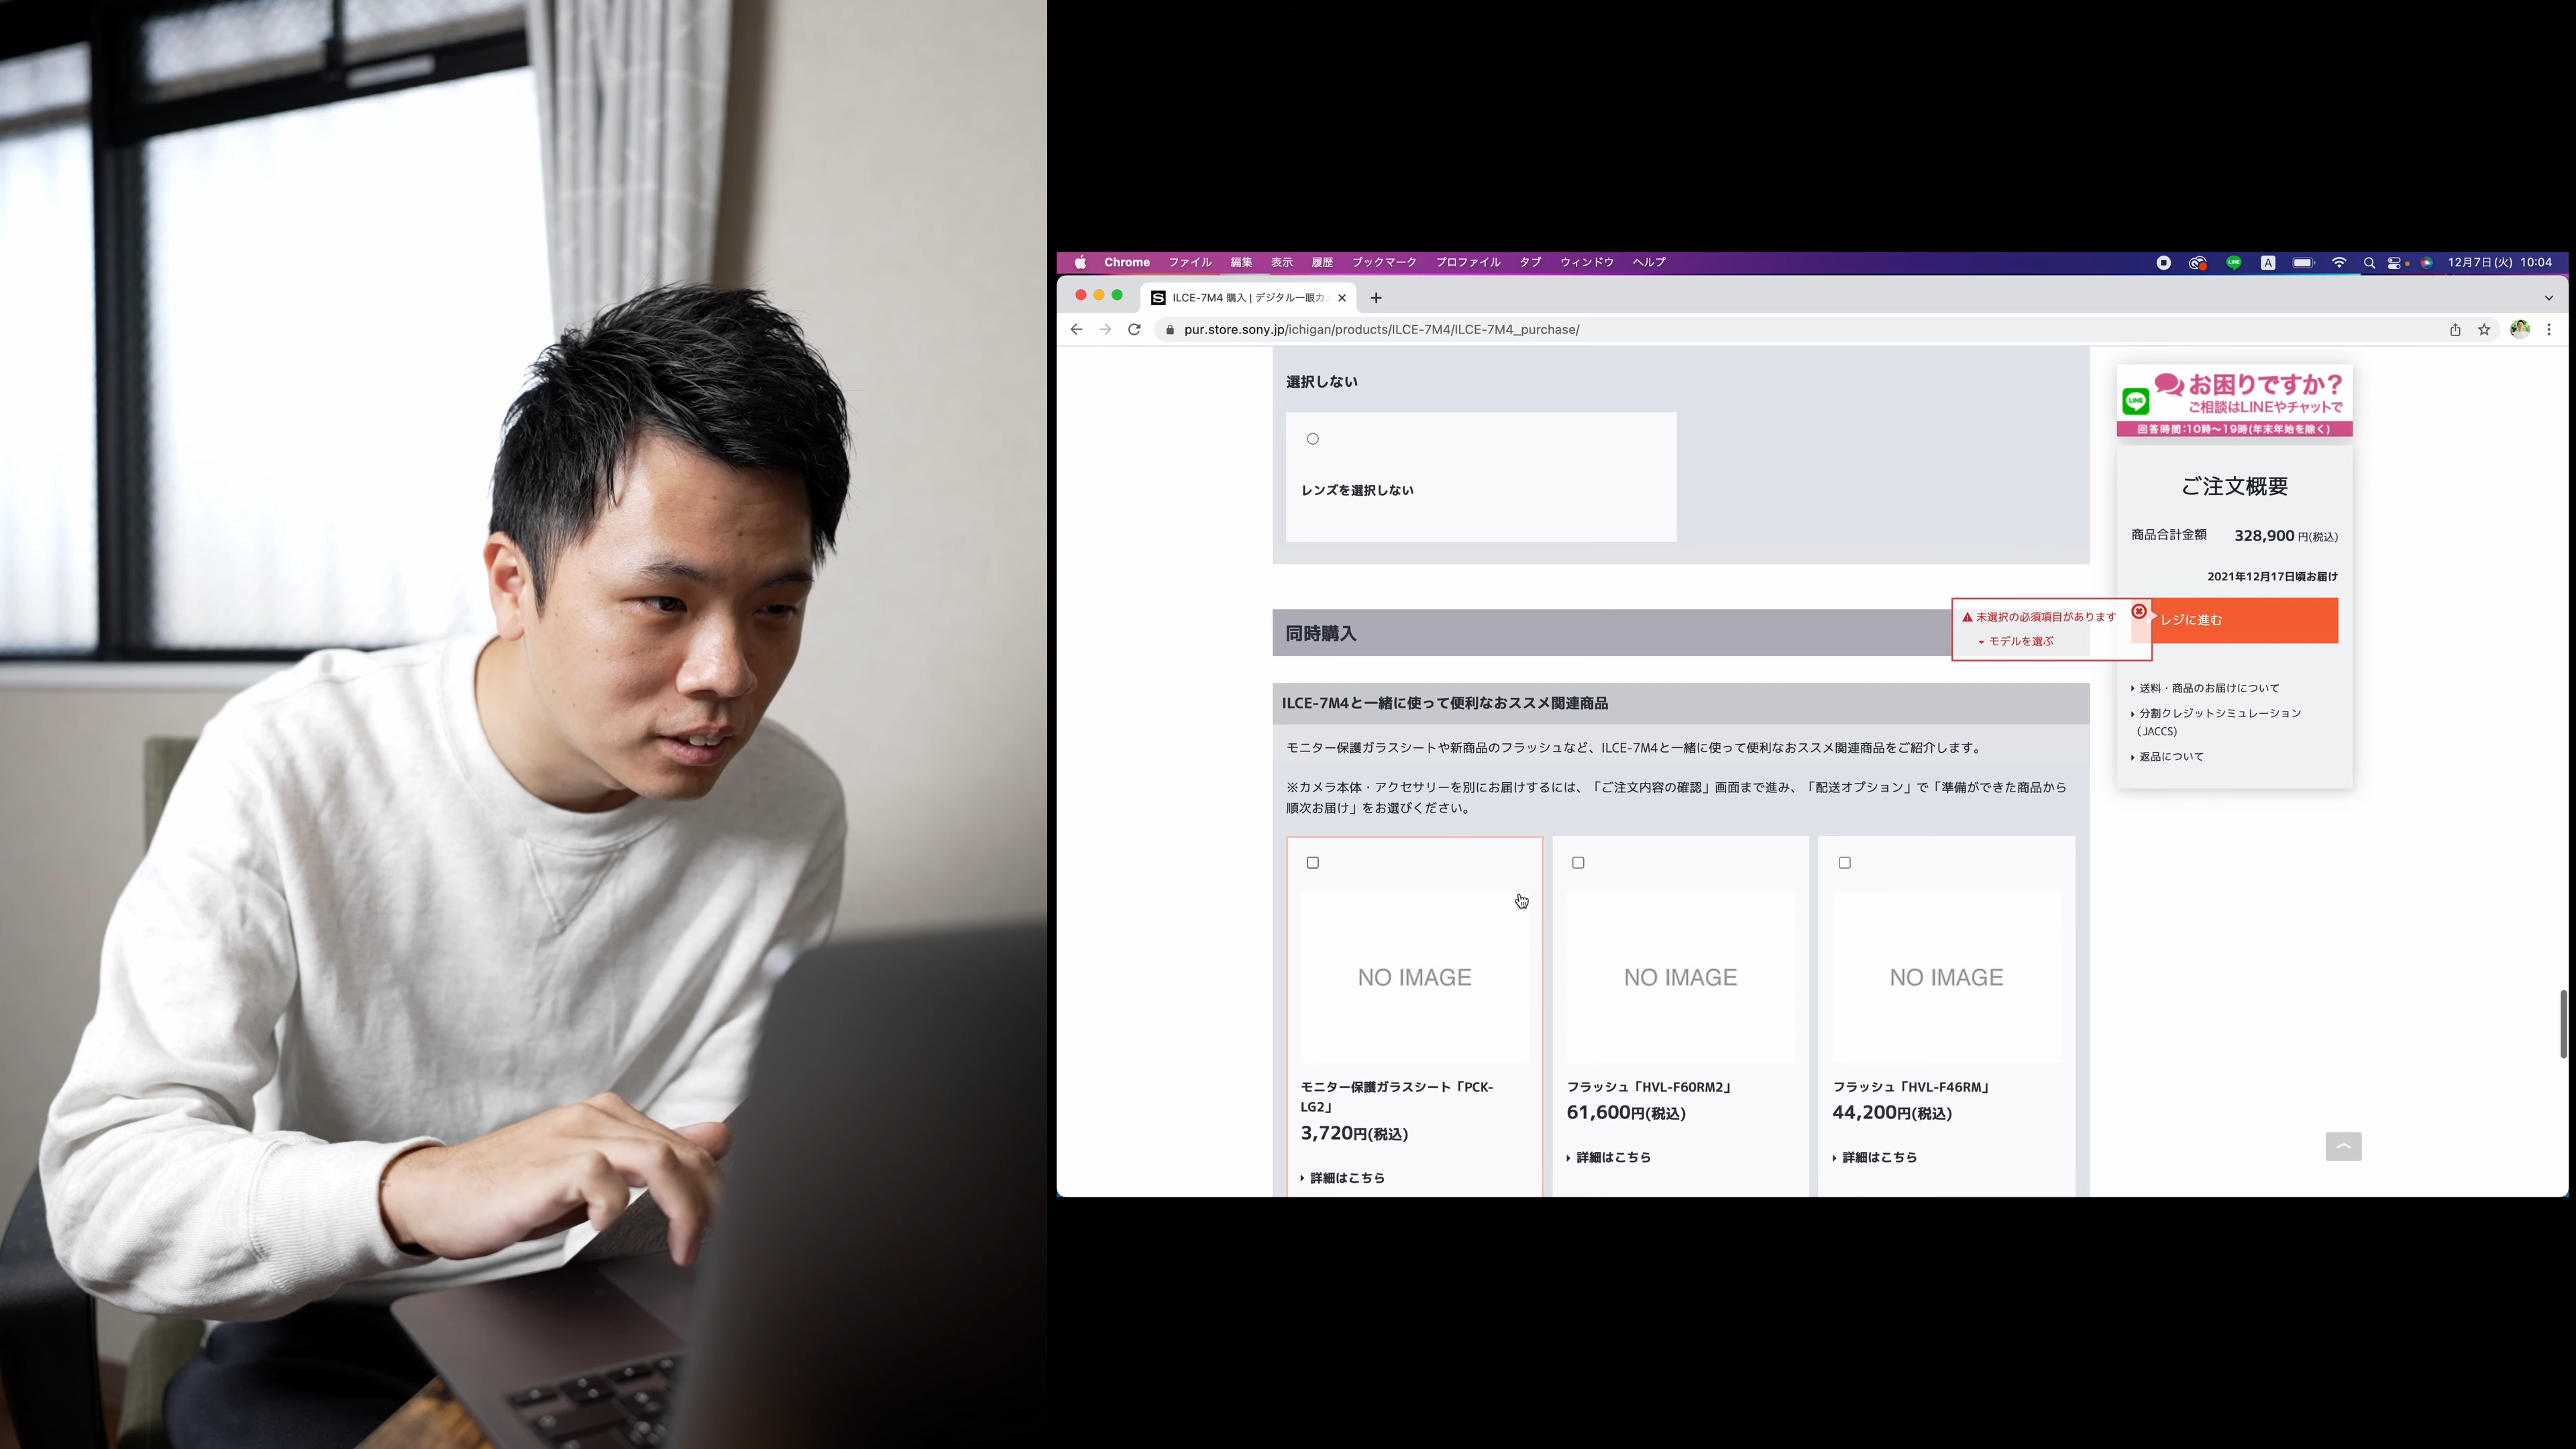 Chrome ファイル 編集 表示 履歴 ブックマーク プロファイル タブ ウィンドウ ヘルプ
A 12月7日(火) 10:04
ILCE-7M4 購入 | デジタル一眼カ
pur.store.sony.jp/ichigan/products/ILCE-7M4/ILCE-7M4_purchase/
選択しない
レンズを選択しない
LINE
お困りですか?
ご相談はLINEやチャットで
回答時間:10時〜19時(年末年始を除く)
ご注文概要
商品合計金額 328,900 円(税込)
2021年12月17日頃お届け
レジに進む
未選択の必須項目があります
モデルを選ぶ
送料・商品のお届けについて
分割クレジットシミュレーション
(JACCS)
返品について
同時購入
ILCE-7M4と一緒に使って便利なおススメ関連商品
モニター保護ガラスシートや新商品のフラッシュなど、ILCE-7M4と一緒に使って便利なおススメ関連商品をご紹介します。
※カメラ本体・アクセサリーを別にお届けするには、「ご注文内容の確認」画面まで進み、「配送オプション」で「準備ができた商品から
順次お届け」をお選びください。
NO IMAGE
モニター保護ガラスシート「PCK-
LG2」
3,720円(税込)
詳細はこちら
NO IMAGE
フラッシュ「HVL-F60RM2」
61,600円(税込)
詳細はこちら
NO IMAGE
フラッシュ「HVL-F46RM」
44,200円(税込)
詳細はこちら